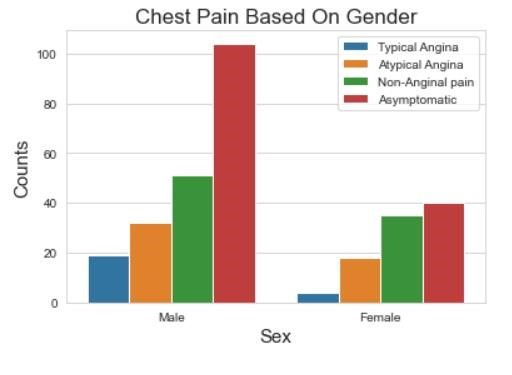 Chest Pain Based On Gender
Typical Angina
Atypical Angina
Non-Anginal pain
Asymptomatic
100
80
60
40
20
0
Counts
Male
Female
Sex